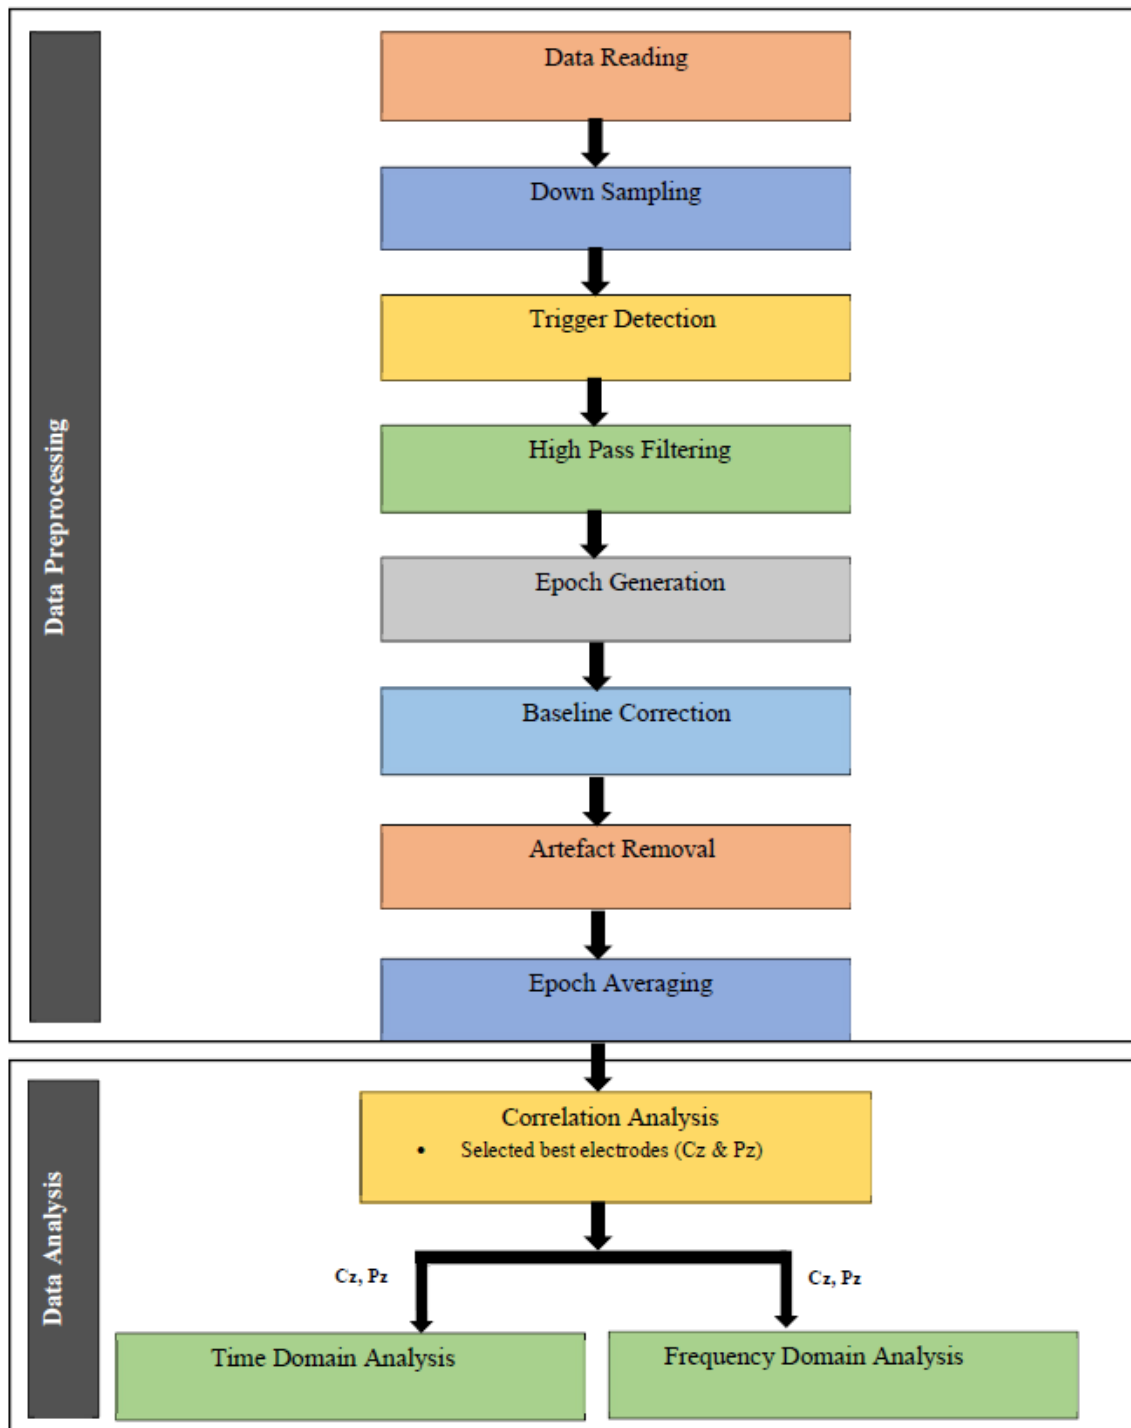 Data Preprocessing
Data Reading
Down Sampling
Trigger Detection
High Pass Filtering
Epoch Generation
Baseline Correction
Artefact Removal
Epoch Averaging
Data Analysis
Correlation Analysis
• Selected best electrodes (Cz & Pz)
Cz, Pz
Cz, Pz
Time Domain Analysis
Frequency Domain Analysis